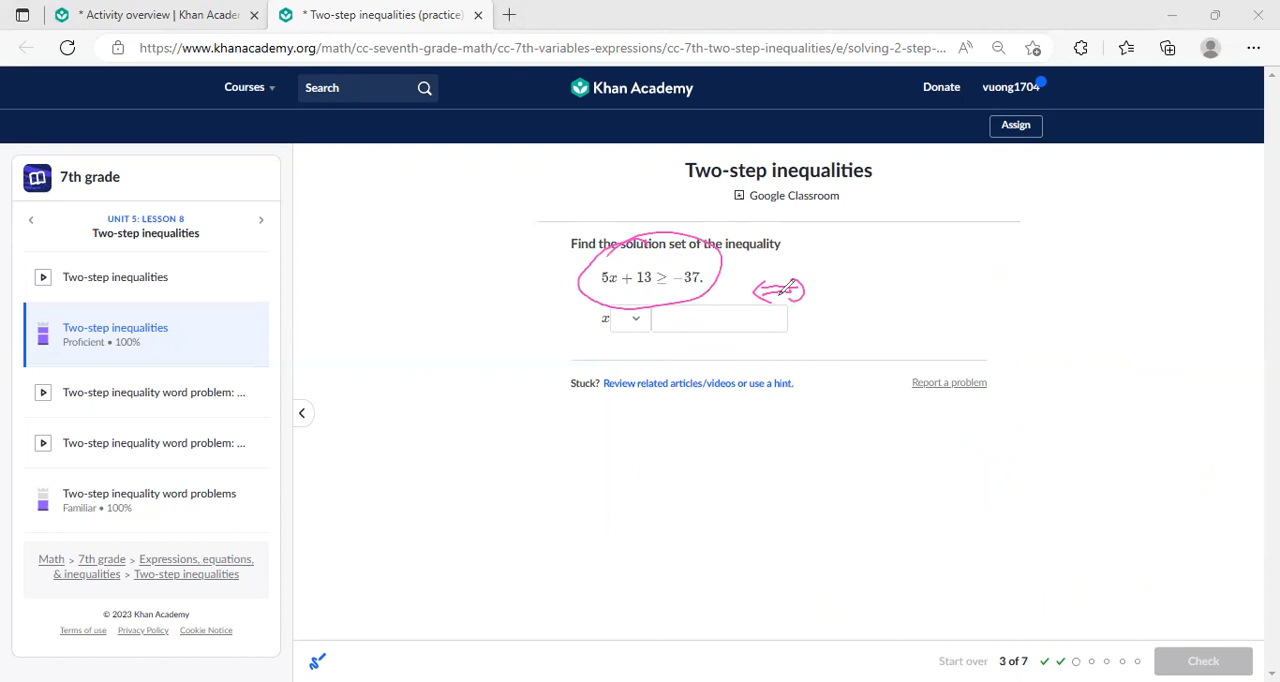 * Activity overview | Khan Acader
* Two-step inequalities (practice)
https://www.khanacademy.org/math/cc-seventh-grade-math/cc-7th-variables-expressions/cc-7th-two-step-inequalities/e/solving-2-step-...
Courses
Search
Khan Academy
Donate
vuong1704
Assign
7th grade
UNIT 5: LESSON 8
Two-step inequalities
Two-step inequalities
Two-step inequalities
Proficient • 100%
Two-step inequality word problem: ...
Two-step inequality word problem: ...
Two-step inequality word problems
Familiar • 100%
Math > 7th grade > Expressions, equations,
& inequalities > Two-step inequalities
© 2023 Khan Academy
Terms of use Privacy Policy Cookie Notice
Two-step inequalities
Google Classroom
Find the solution set of the inequality
5x + 13 ≥ −37.
x
Stuck? Review related articles/videos or use a hint.
Report a problem
Start over 3 of 7
Check